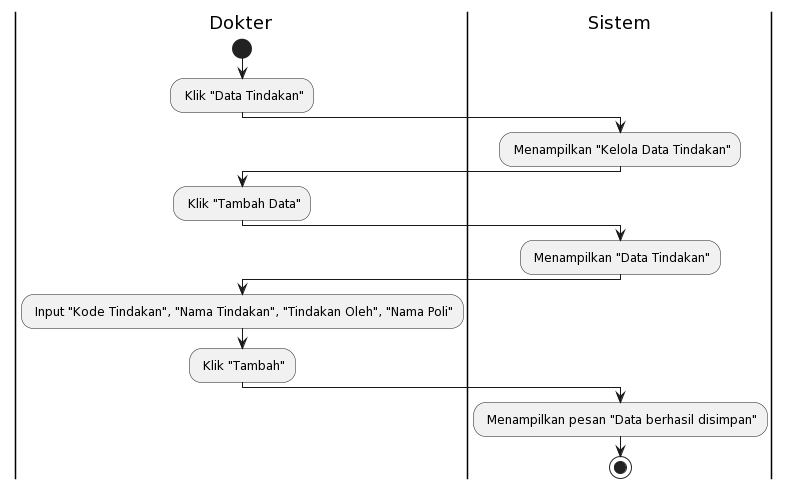 Dokter
Sistem
Klik "Data Tindakan"
Menampilkan "Kelola Data Tindakan"
Klik "Tambah Data"
Menampilkan "Data Tindakan"
Input "Kode Tindakan", "Nama Tindakan", "Tindakan Oleh", "Nama Poli"
Klik "Tambah"
Menampilkan pesan "Data berhasil disimpan"